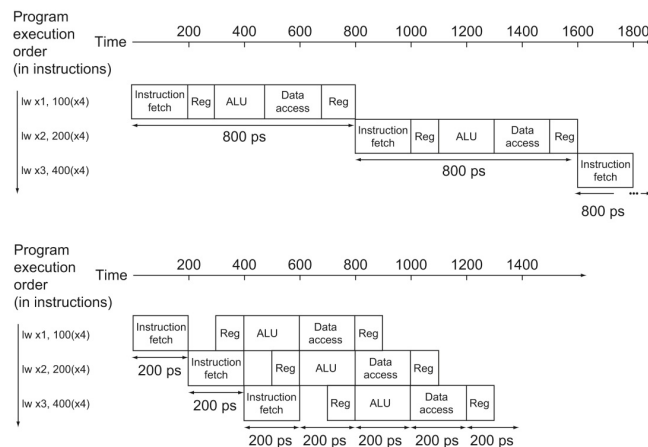 Program
execution
order
(in instructions)
Time
200 400 600 800 1000 1200 1400 1600 1800
lw x1, 100(x4)
Instruction
fetch
Reg
ALU
Data
access
Reg
800 ps
lw x2, 200(x4)
Instruction
fetch
Reg
ALU
Data
access
Reg
800 ps
lw x3, 400(x4)
Instruction
fetch
...
800 ps
Program
execution
order
(in instructions)
Time
200 400 600 800 1000 1200 1400
lw x1, 100(x4)
Instruction
fetch
Reg
ALU
Data
access
Reg
200 ps
lw x2, 200(x4)
Instruction
fetch
Reg
ALU
Data
access
Reg
200 ps
lw x3, 400(x4)
Instruction
fetch
Reg
ALU
Data
access
Reg
200 ps 200 ps 200 ps 200 ps 200 ps